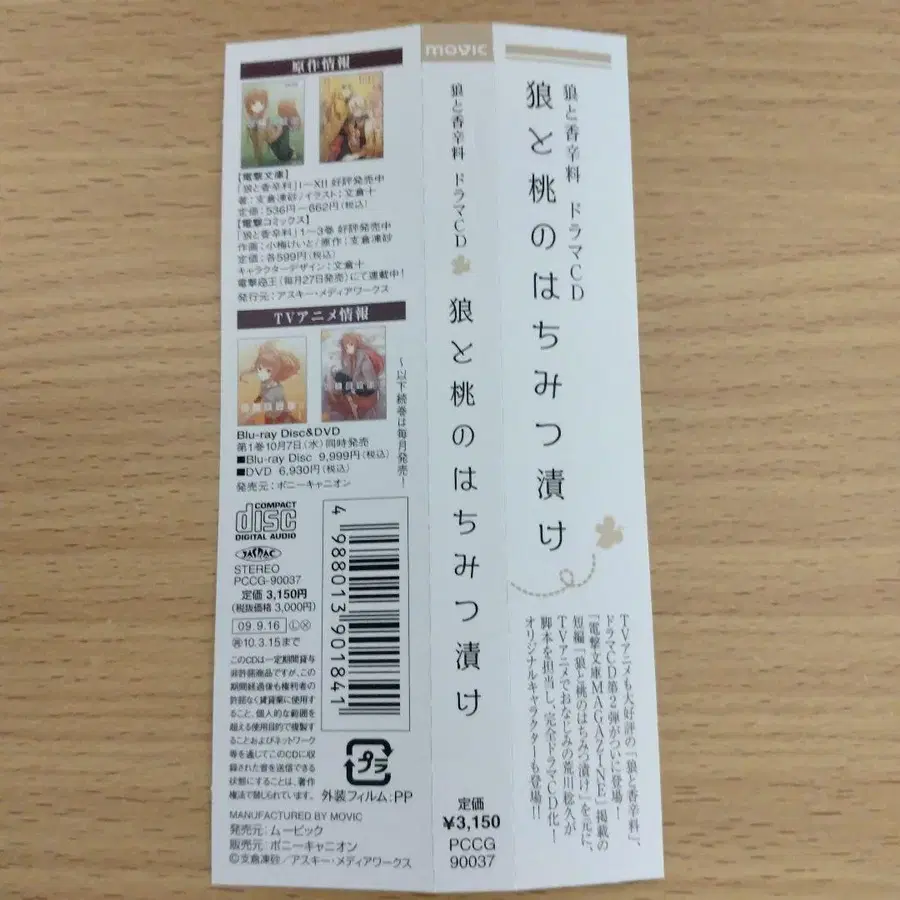 原作情報
【電撃文庫】
「狼と香辛料」I〜XII 好評発売中
著:支倉凍砂/イラスト:文倉十
定価:536円〜662円(税込)
【電撃コミックス】
「狼と香辛料」1〜3巻 好評発売中
作画:小梅けいと/原作:支倉凍砂
定価:各599円(税込)
キャラクターデザイン:文倉十
電撃魔王(毎月27日発売)にて連載中!
発行元:アスキー・メディアワークス
TVアニメ情報
〜以下続巻は毎月発売!
Blu-ray Disc&DVD
第1巻10月7日(水)同時発売
■Blu-ray Disc 9,999円(税込)
■DVD 6,930円(税込)
発売元:ポニーキャニオン
COMPACT
disc
DIGITAL AUDIO
JASRAC
STEREO
PCCG-90037
定価 3,150円
(税抜価格 3,000円)
09.9.16 Ⓛ
10.3.15まで
このCDは一定期間貸与
非許諾商品ですが、この
期間経過後も権利者の
許諾なく賃貸業に使用す
ること、個人的な範囲を
超える使用目的で複製す
ることおよびネットワーク
等を通じてこのCDに収
録された音を送信できる
状態にすることは、著作
権法で禁じられています。
4988013901841
プラ
外装フィルム:PP
MANUFACTURED BY MOVIC
発売元:ムービック
販売元:ポニーキャニオン
©支倉凍砂/アスキー・メディアワークス
movic
狼と香辛料 ドラマCD
狼と桃のはちみつ漬け
定価
¥3,150
PCCG
90037
狼と香辛料 ドラマCD
狼と桃のはちみつ漬け
TVアニメも大好評の『狼と香辛料』、
ドラマCD第2弾がついに登場!
『電撃文庫MAGAZINE』掲載の
短編「狼と桃のはちみつ漬け」を元に、
TVアニメでおなじみの荒川稔久が
脚本を担当し、完全ドラマCD化!
オリジナルキャラクターも登場!!